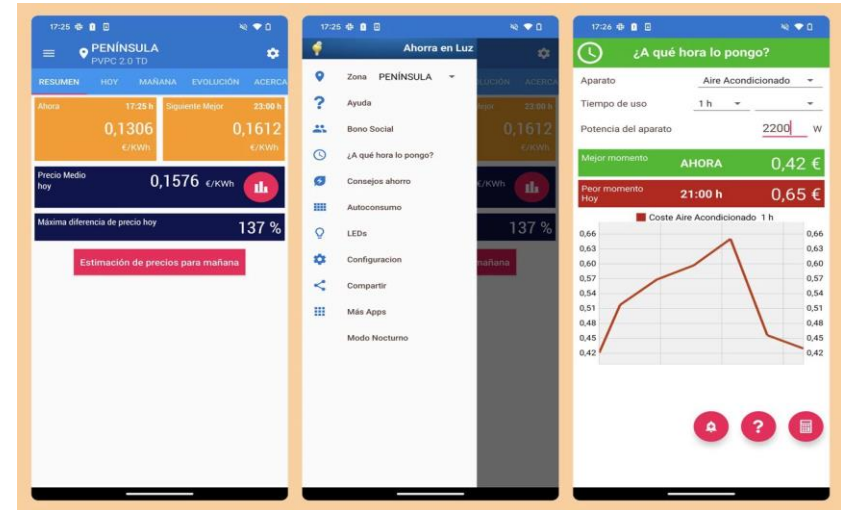 17:25
PENÍNSULA
PVPC 2.0 TD
RESUMEN HOY MAÑANA EVOLUCIÓN ACERCA
Ahora 17:25 h
0,1306
€/KWh
Siguiente Mejor 23:00 h
0,1612
€/KWh
Precio Medio
hoy
0,1576 €/KWh
Máxima diferencia de precio hoy
137 %
Estimación de precios para mañana
17:25
Ahorra en Luz
Zona PENÍNSULA
Ayuda
Bono Social
¿A qué hora lo pongo?
Consejos ahorro
Autoconsumo
LEDs
Configuracion
Compartir
Más Apps
Modo Nocturno
LUCIÓN ACERCA
23:00 h
0,1612
€/KWh
€/KWh
137 %
mañana
17:26
¿A qué hora lo pongo?
Aparato Aire Acondicionado
Tiempo de uso 1 h
Potencia del aparato 2200 W
Mejor momento AHORA 0,42 €
Peor momento
Hoy
21:00 h 0,65 €
Coste Aire Acondicionado 1 h
0,66 0,66
0,63 0,63
0,60 0,60
0,57 0,57
0,54 0,54
0,51 0,51
0,48 0,48
0,45 0,45
0,42 0,42